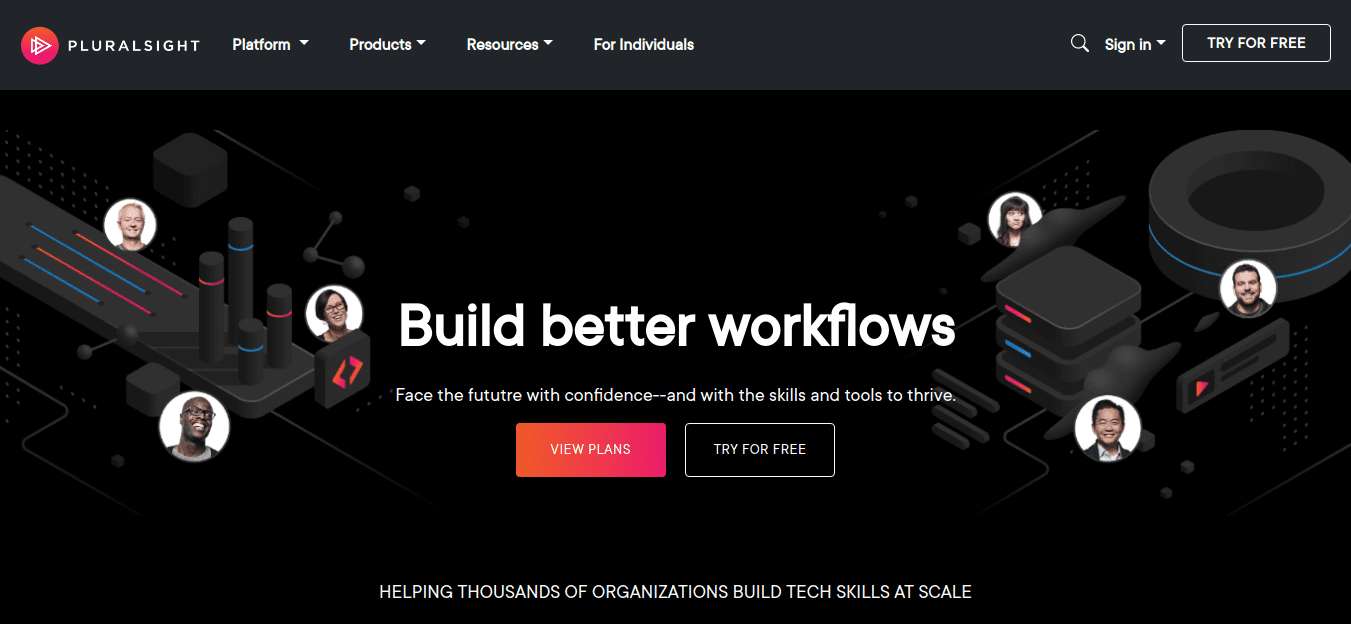 PLURALSIGHT Platform Products Resources For Individuals Sign in TRY FOR FREE
Build better workflows
Face the fututre with confidence--and with the skills and tools to thrive.
VIEW PLANS TRY FOR FREE
HELPING THOUSANDS OF ORGANIZATIONS BUILD TECH SKILLS AT SCALE